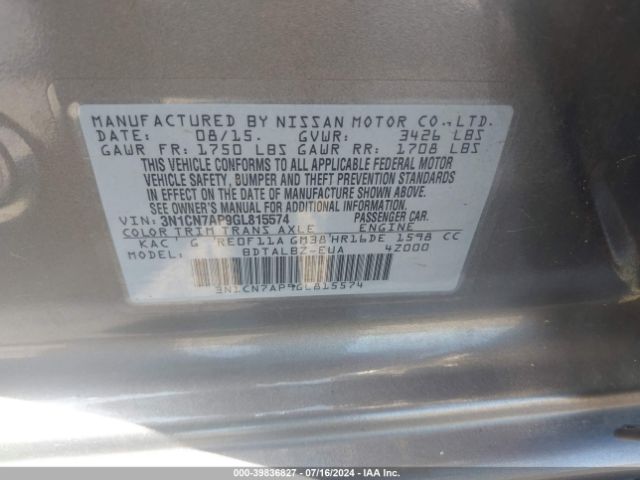 MANUFACTURED BY NISSAN MOTOR CO.,LTD.
DATE: 08/15. GVWR: 3426 LBS
GAWR FR: 1750 LBS GAWR RR: 1708 LBS
THIS VEHICLE CONFORMS TO ALL APPLICABLE FEDERAL MOTOR
VEHICLE SAFETY, BUMPER AND THEFT PREVENTION STANDARDS
IN EFFECT ON THE DATE OF MANUFACTURE SHOWN ABOVE.
SEE OWNER'S MANUAL FOR ADDITIONAL INFORMATION.
VIN: 3N1CN7AP9GL815574 PASSENGER CAR.
COLOR TRIM TRANS AXLE ENGINE
KAC G RE0F11A GM38 HR16DE 1598 CC
BDTALBZ-EUA 4Z000
3N1CN7AP9GL815574
000-39836827 - 07/16/2024 - IAA Inc.